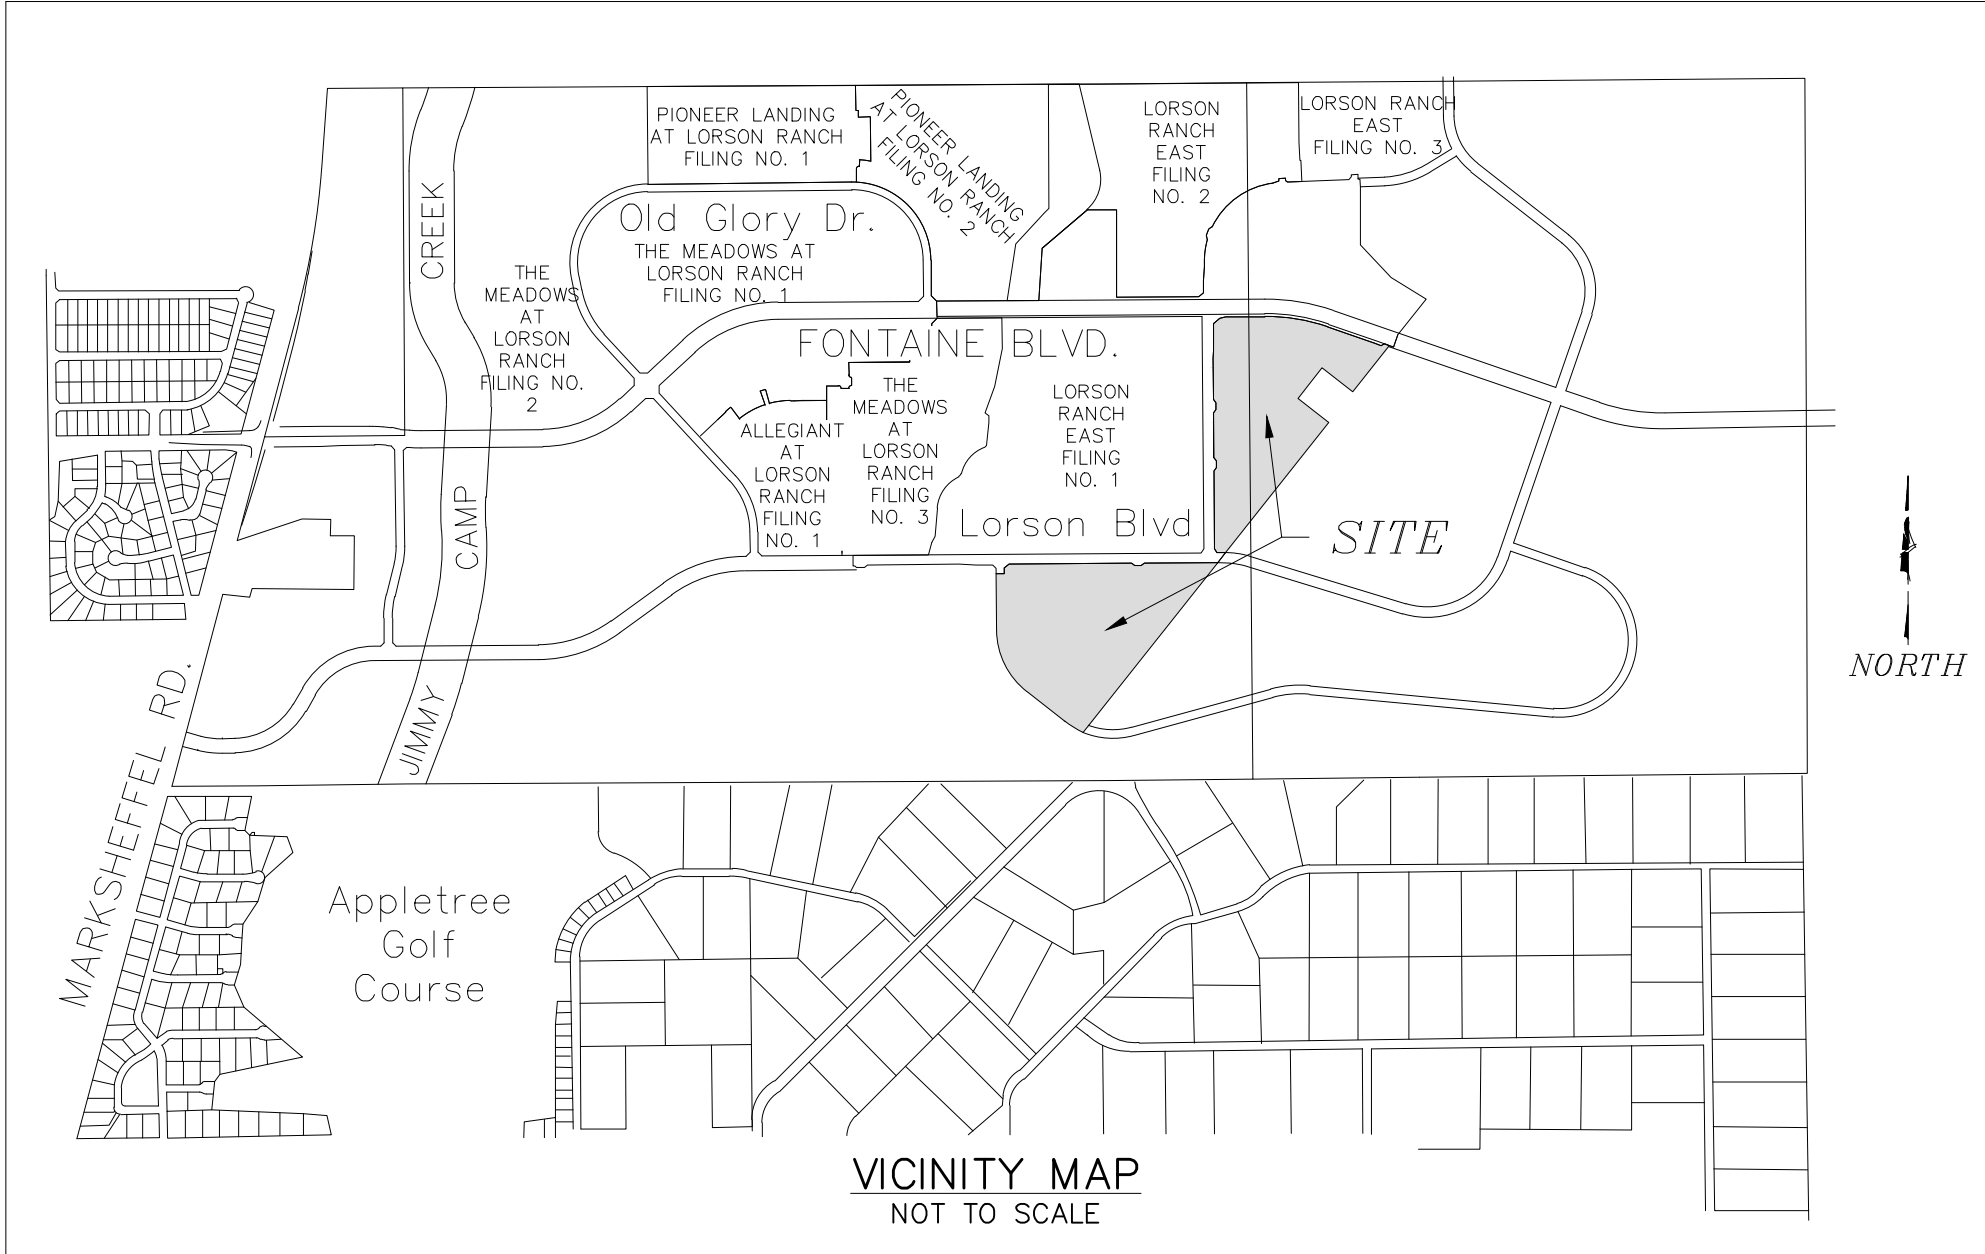 PIONEER LANDING
AT LORSON RANCH
FILING NO. 1
PIONEER LANDING
AT LORSON RANCH
FILING NO. 2
LORSON
RANCH
EAST
FILING
NO. 2
LORSON RANCH
EAST
FILING NO. 3
Old Glory Dr.
THE MEADOWS AT
LORSON RANCH
FILING NO. 1
THE
MEADOWS
AT
LORSON
RANCH
FILING NO.
2
CREEK
CAMP
JIMMY
FONTAINE BLVD.
ALLEGIANT
AT
LORSON
RANCH
FILING
NO. 1
THE
MEADOWS
AT
LORSON
RANCH
FILING
NO. 3
LORSON
RANCH
EAST
FILING
NO. 1
Lorson Blvd
SITE
NORTH
MARKSHEFFEL RD.
Appletree
Golf
Course
VICINITY MAP
NOT TO SCALE